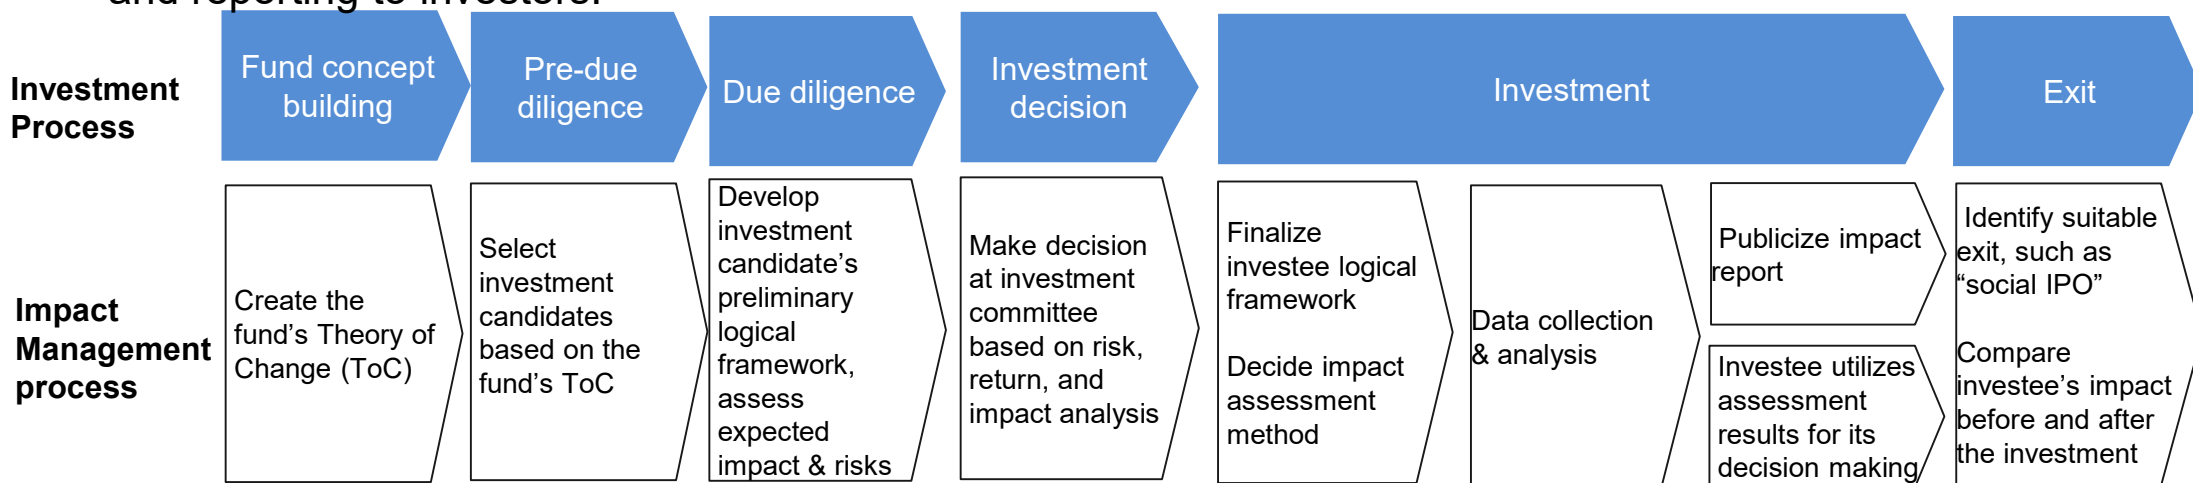 and reporting to investors.
Investment
Process
Fund concept
building
Pre-due
diligence
Due diligence
Investment
decision
Investment
Exit
Impact
Management
process
Create the
fund’s Theory of
Change (ToC)
Select
investment
candidates
based on the
fund’s ToC
Develop
investment
candidate’s
preliminary
logical
framework,
assess
expected
impact & risks
Make decision
at investment
committee
based on risk,
return, and
impact analysis
Finalize
investee logical
framework
Decide impact
assessment
method
Data collection
& analysis
Publicize impact
report
Investee utilizes
assessment
results for its
decision making
Identify suitable
exit, such as
“social IPO”
Compare
investee’s impact
before and after
the investment